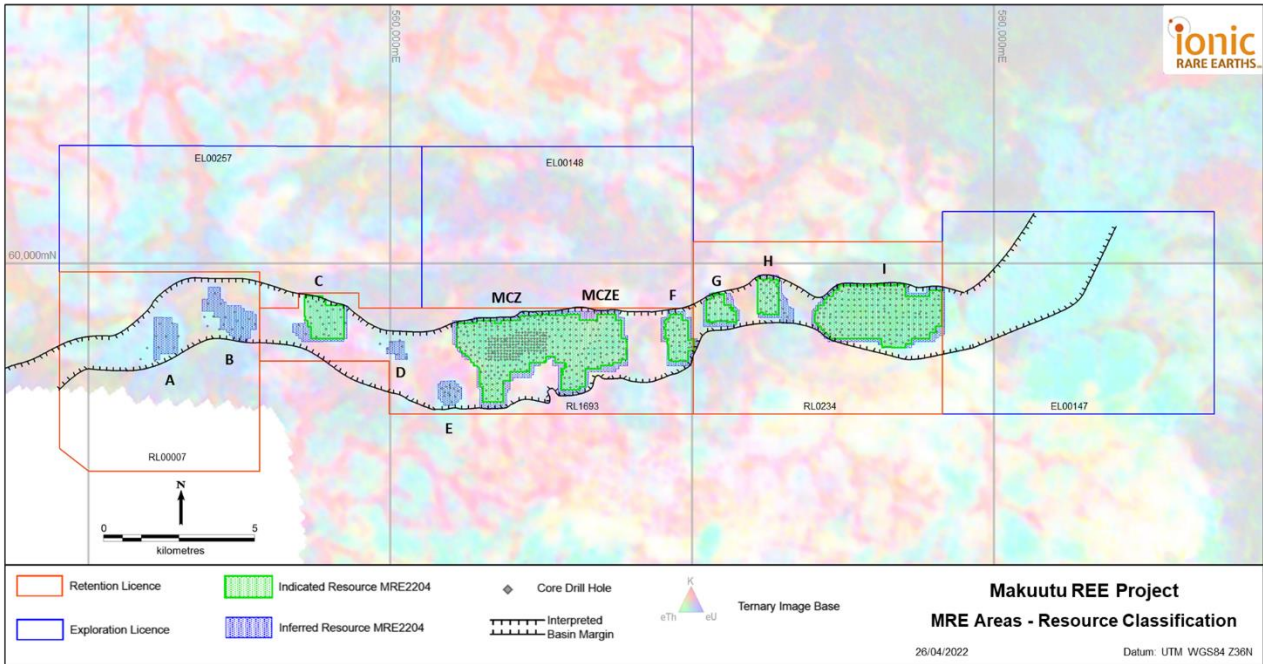 560,000mE
580,000mE
ionic
RARE EARTHS
EL00257
EL00148
60,000mN
C
MCZ
MCZE
F
G
H
I
A
B
D
E
RL1693
RL0234
EL00147
RL00007
N
0 5
kilometres
Retention Licence
Exploration Licence
Indicated Resource MRE2204
Inferred Resource MRE2204
Core Drill Hole
Interpreted
Basin Margin
K
eTh eU
Ternary Image Base
Makuutu REE Project
MRE Areas - Resource Classification
26/04/2022
Datum: UTM WGS84 Z36N